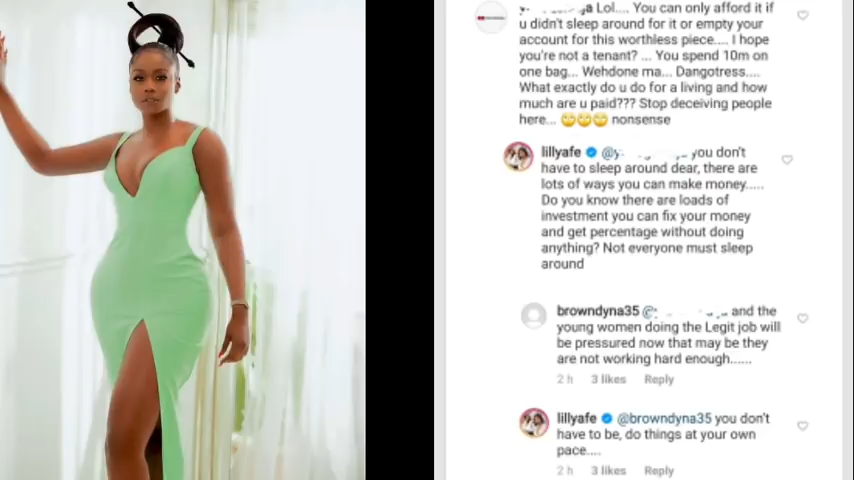 a Lol.... You can only afford it if
u didn't sleep around for it or empty your
account for this worthless piece.... I hope
you're not a tenant? ... You spend 10m on
one bag... Wehdone ma... Dangotress....
What exactly do u do for a living and how
much are u paid??? Stop deceiving people
here... 🙄🙄🙄 nonsense
lillyafe @y you don't
have to sleep around dear, there are
lots of ways you can make money.....
Do you know there are loads of
investment you can fix your money
and get percentage without doing
anything? Not everyone must sleep
around
browndyna35 @ and the
young women doing the Legit job will
be pressured now that may be they
are not working hard enough......
2 h 3 likes Reply
lillyafe @browndyna35 you don't
have to be, do things at your own
pace....
2 h 3 likes Reply